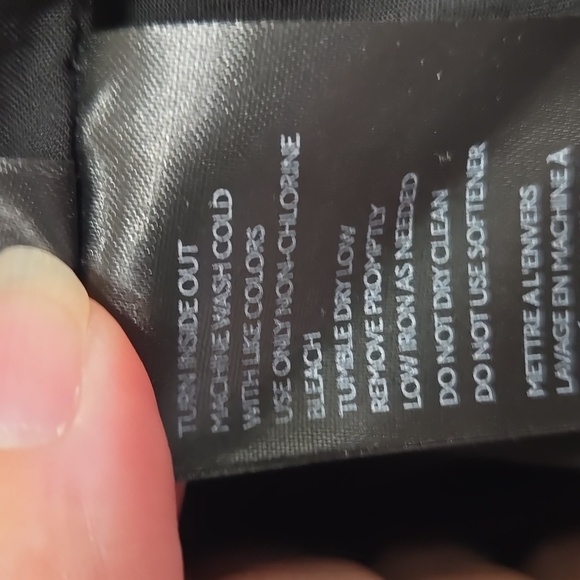 TURN INSIDE OUT
MACHINE WASH COLD
WITH LIKE COLORS
USE ONLY NON-CHLORINE
BLEACH
TUMBLE DRY LOW
REMOVE PROMPTLY
LOW IRON AS NEEDED
DO NOT DRY CLEAN
DO NOT USE SOFTENER
METTRE A L'ENVERS
LAVAGE EN MACHINE A